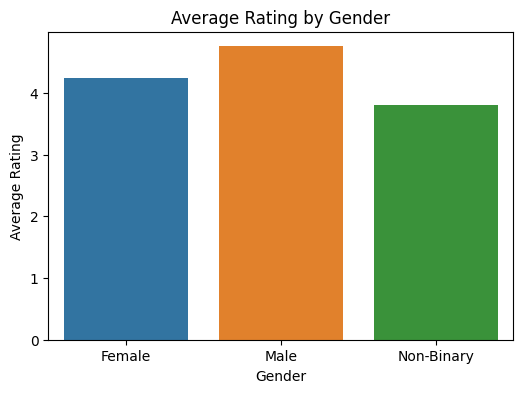 Average Rating by Gender
Average Rating
4
3
2
1
0
Female Male Non-Binary
Gender